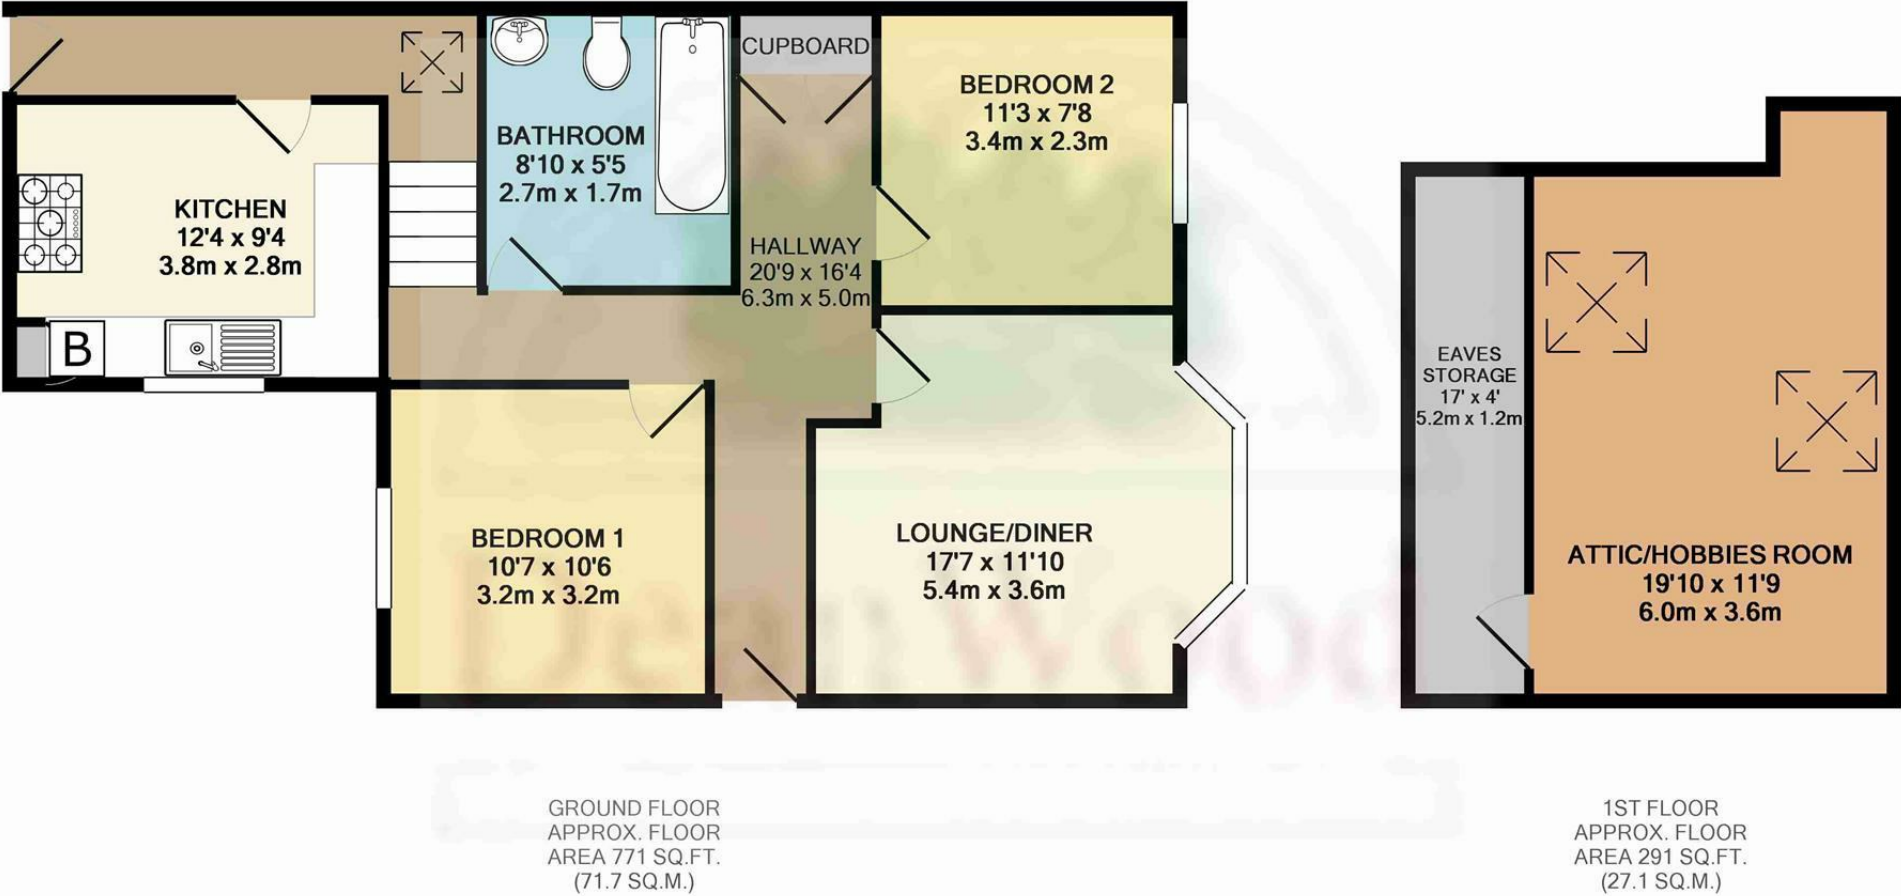 CUPBOARD
BEDROOM 2
11'3 x 7'8
3.4m x 2.3m
BATHROOM
8'10 x 5'5
2.7m x 1.7m
KITCHEN
12'4 x 9'4
3.8m x 2.8m
HALLWAY
20'9 x 16'4
6.3m x 5.0m
B
EAVES
STORAGE
17' x 4'
5.2m x 1.2m
BEDROOM 1
10'7 x 10'6
3.2m x 3.2m
LOUNGE/DINER
17'7 x 11'10
5.4m x 3.6m
ATTIC/HOBBIES ROOM
19'10 x 11'9
6.0m x 3.6m
Dean Wood
GROUND FLOOR
APPROX. FLOOR
AREA 771 SQ.FT.
(71.7 SQ.M.)
1ST FLOOR
APPROX. FLOOR
AREA 291 SQ.FT.
(27.1 SQ.M.)